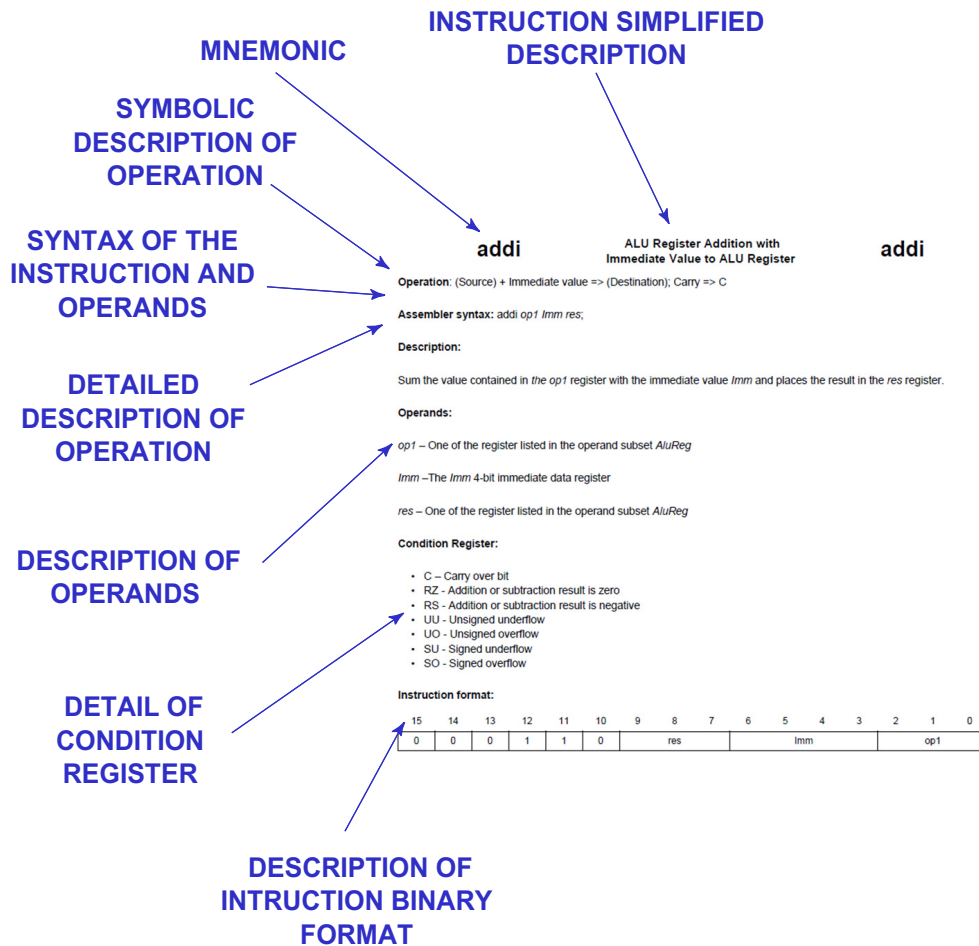 INSTRUCTION SIMPLIFIED
DESCRIPTION
MNEMONIC
SYMBOLIC
DESCRIPTION OF
OPERATION
SYNTAX OF THE
INSTRUCTION AND
OPERANDS
DETAILED
DESCRIPTION OF
OPERATION
DESCRIPTION OF
OPERANDS
DETAIL OF
CONDITION
REGISTER
DESCRIPTION OF
INTRUCTION BINARY
FORMAT
addi
ALU Register Addition with
Immediate Value to ALU Register
addi
Operation: (Source) + Immediate value => (Destination); Carry => C
Assembler syntax: addi op1 Imm res;
Description:
Sum the value contained in the op1 register with the immediate value Imm and places the result in the res register.
Operands:
op1 – One of the register listed in the operand subset AluReg
Imm –The Imm 4-bit immediate data register
res – One of the register listed in the operand subset AluReg
Condition Register:
• C – Carry over bit
• RZ - Addition or subtraction result is zero
• RS - Addition or subtraction result is negative
• UU - Unsigned underflow
• UO - Unsigned overflow
• SU - Signed underflow
• SO - Signed overflow
Instruction format:
15 14 13 12 11 10 9 8 7 6 5 4 3 2 1 0
0 0 0 1 1 0 res Imm op1